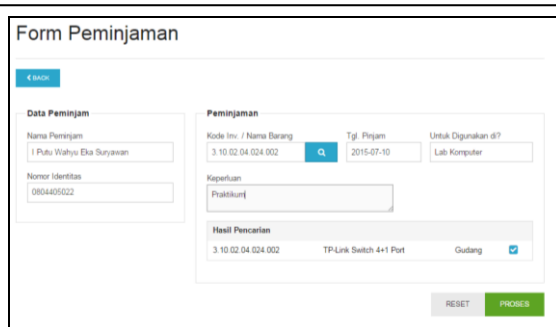 Form Peminjaman
BACK
Data Peminjam
Nama Peminjam
I Putu Wahyu Eka Suryawan
Nomor Identitas
0804405022
Peminjaman
Kode Inv. / Nama Barang
3.10.02.04.024.002
Tgl. Pinjam
2015-07-10
Untuk Digunakan di?
Lab Komputer
Keperluan
Praktikum
Hasil Pencarian
3.10.02.04.024.002 TP-Link Switch 4+1 Port Gudang
RESET PROSES